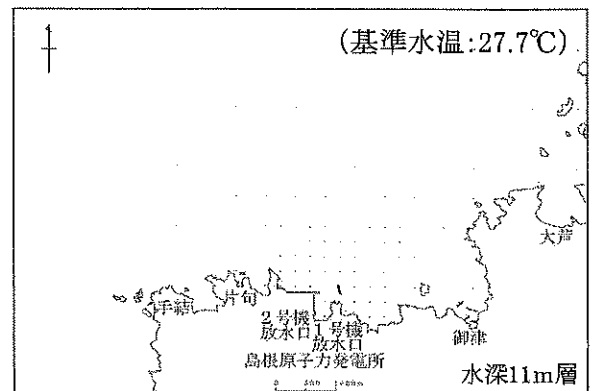 (基準水温:27.7℃)
大芦
手結
片句
2号機
放水口
1号機
放水口
御津
島根原子力発電所
水深11m層